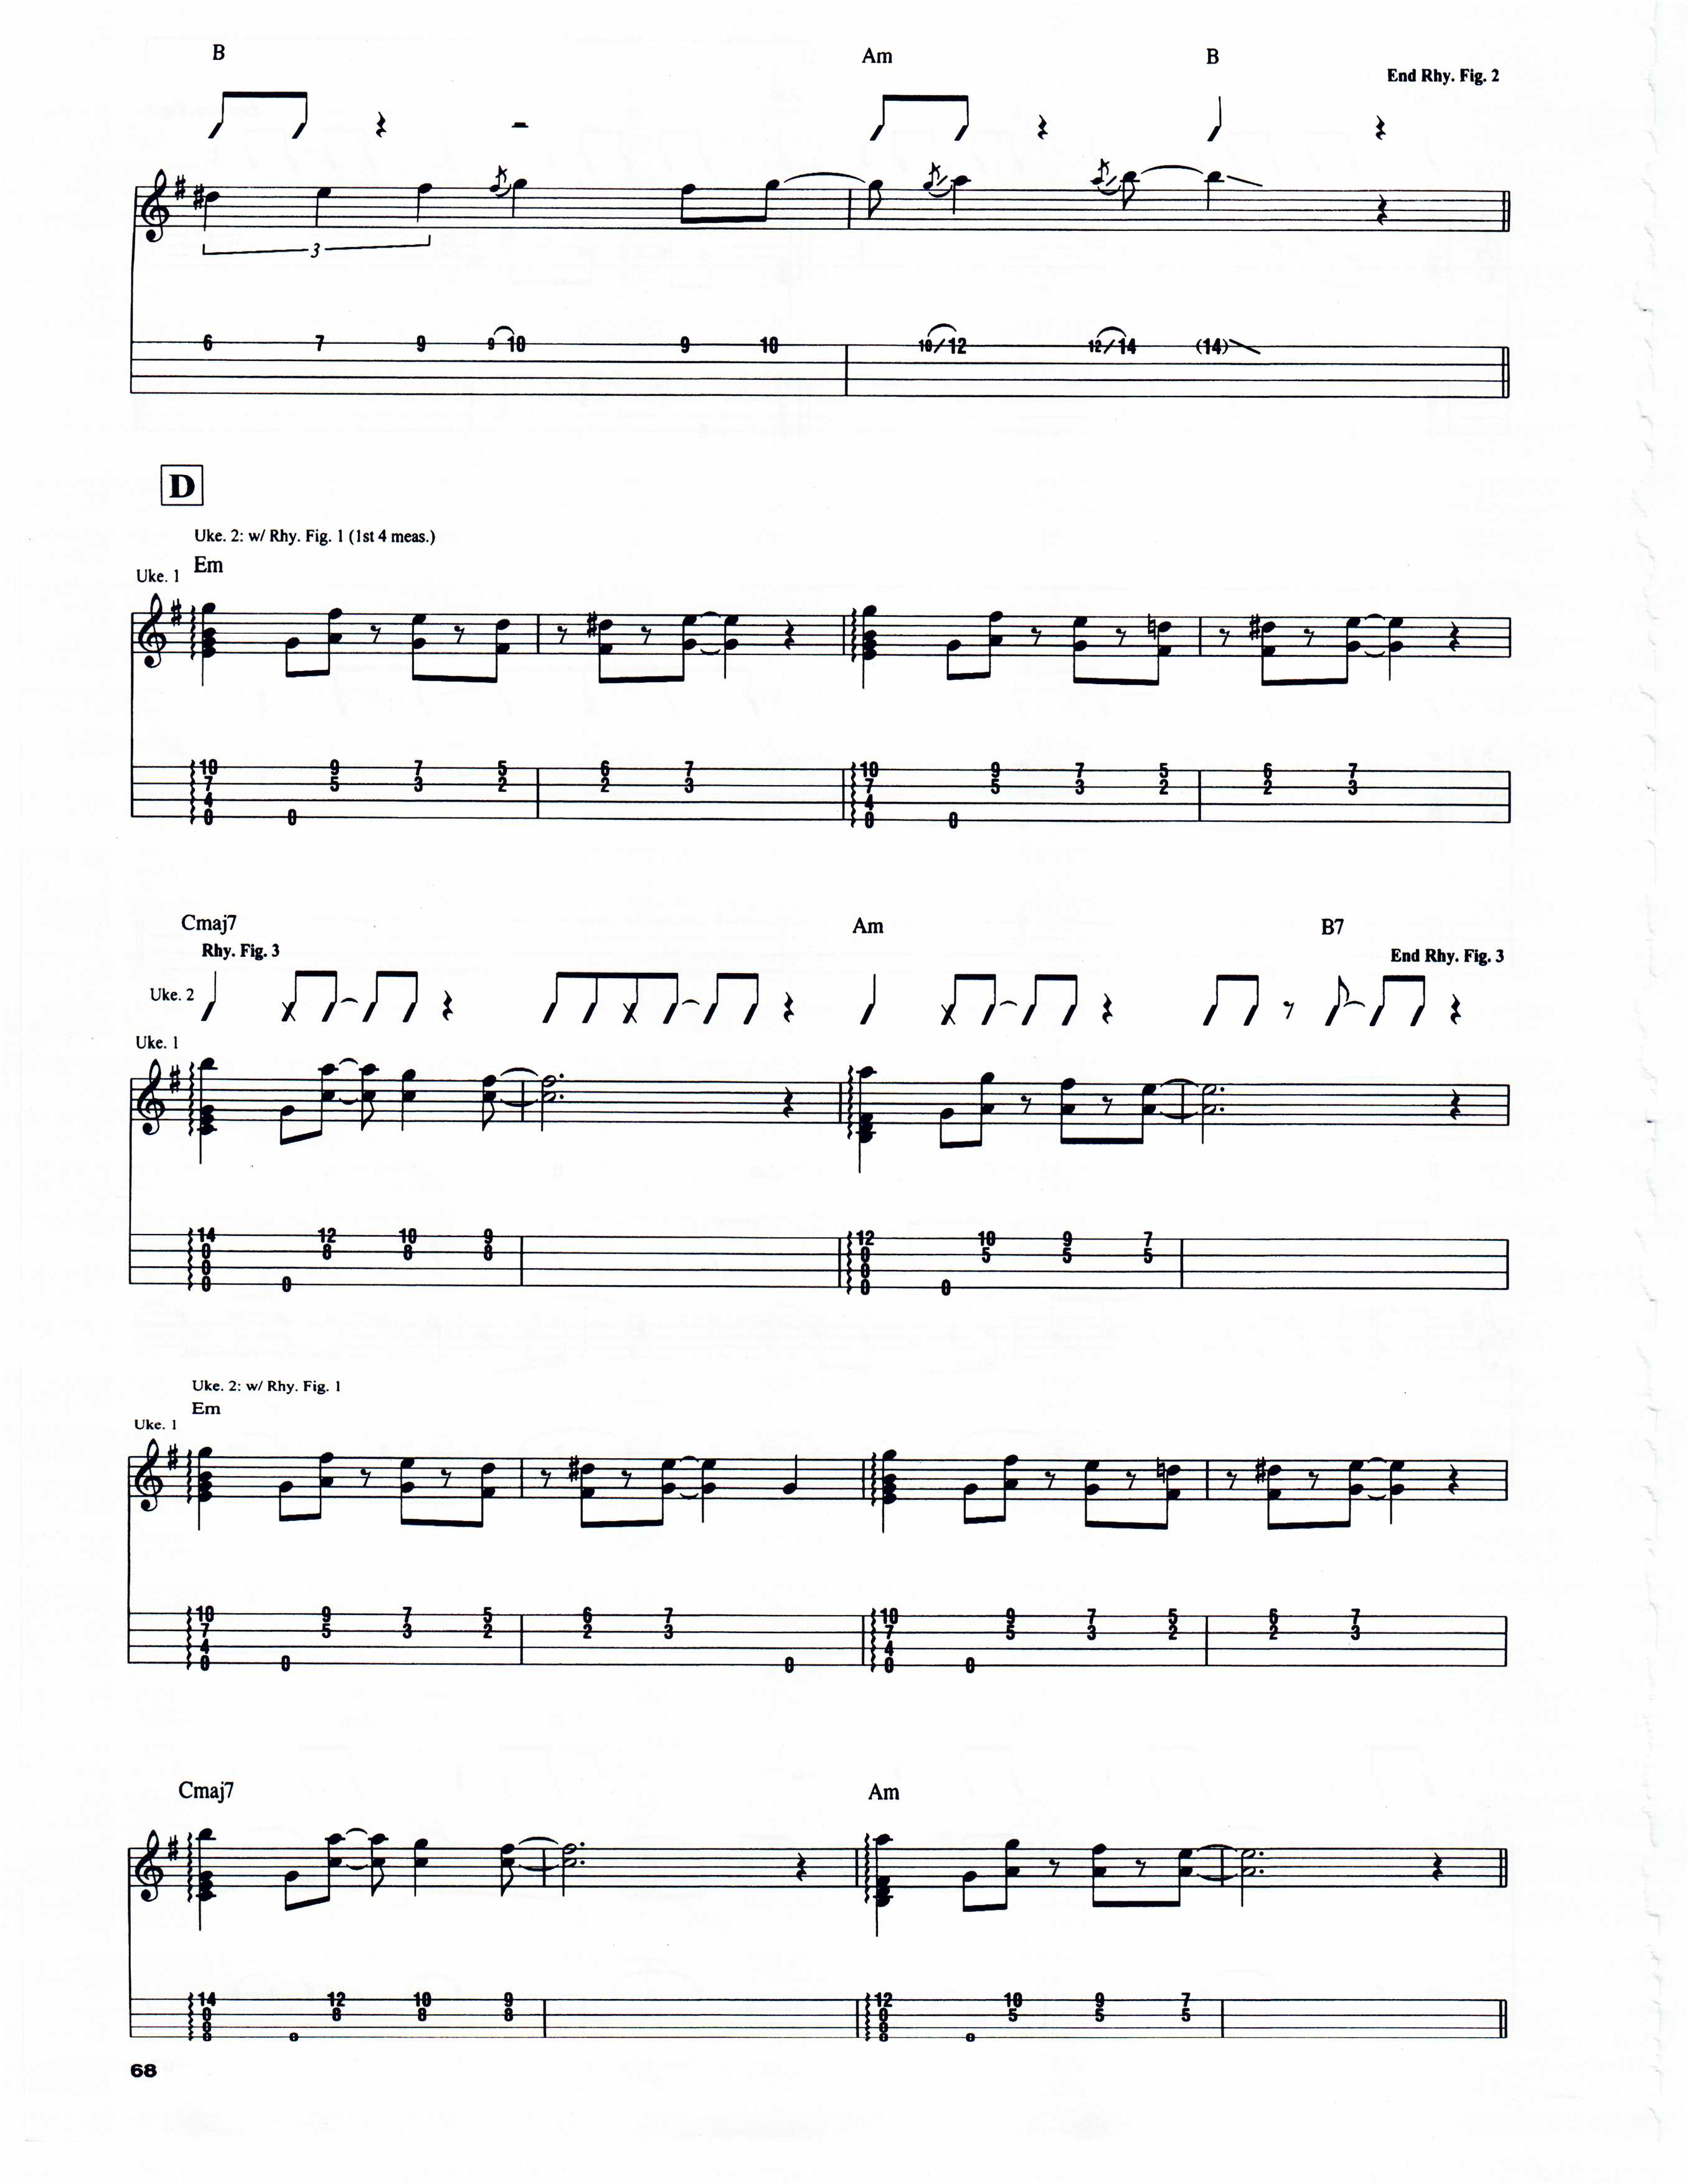 B Am B
End Rhy. Fig. 2
3
6 7 9 9 10 9 10 10/12 12/14 (14)
D
Uke. 2: w/ Rhy. Fig. 1 (1st 4 meas.)
Em
Uke. 1
10 9 7 5 6 7 10 9 7 5 6 7
7 5 3 2 2 3 7 5 3 2 2 3
4 4
0 0 0 0
Cmaj7 Am B7
Rhy. Fig. 3 End Rhy. Fig. 3
Uke. 2
Uke. 1
14 12 10 9 12 10 9 7
0 8 8 8 0 5 5 5
0 0
0 0 0 0
Uke. 2: w/ Rhy. Fig. 1
Em
Uke. 1
10 9 7 5 6 7 10 9 7 5 6 7
7 5 3 2 2 3 7 5 3 2 2 3
4 4
0 0 0 0 0
Cmaj7 Am
14 12 10 9 12 10 9 7
0 8 8 8 0 5 5 5
0 0
0 0 0 0
68